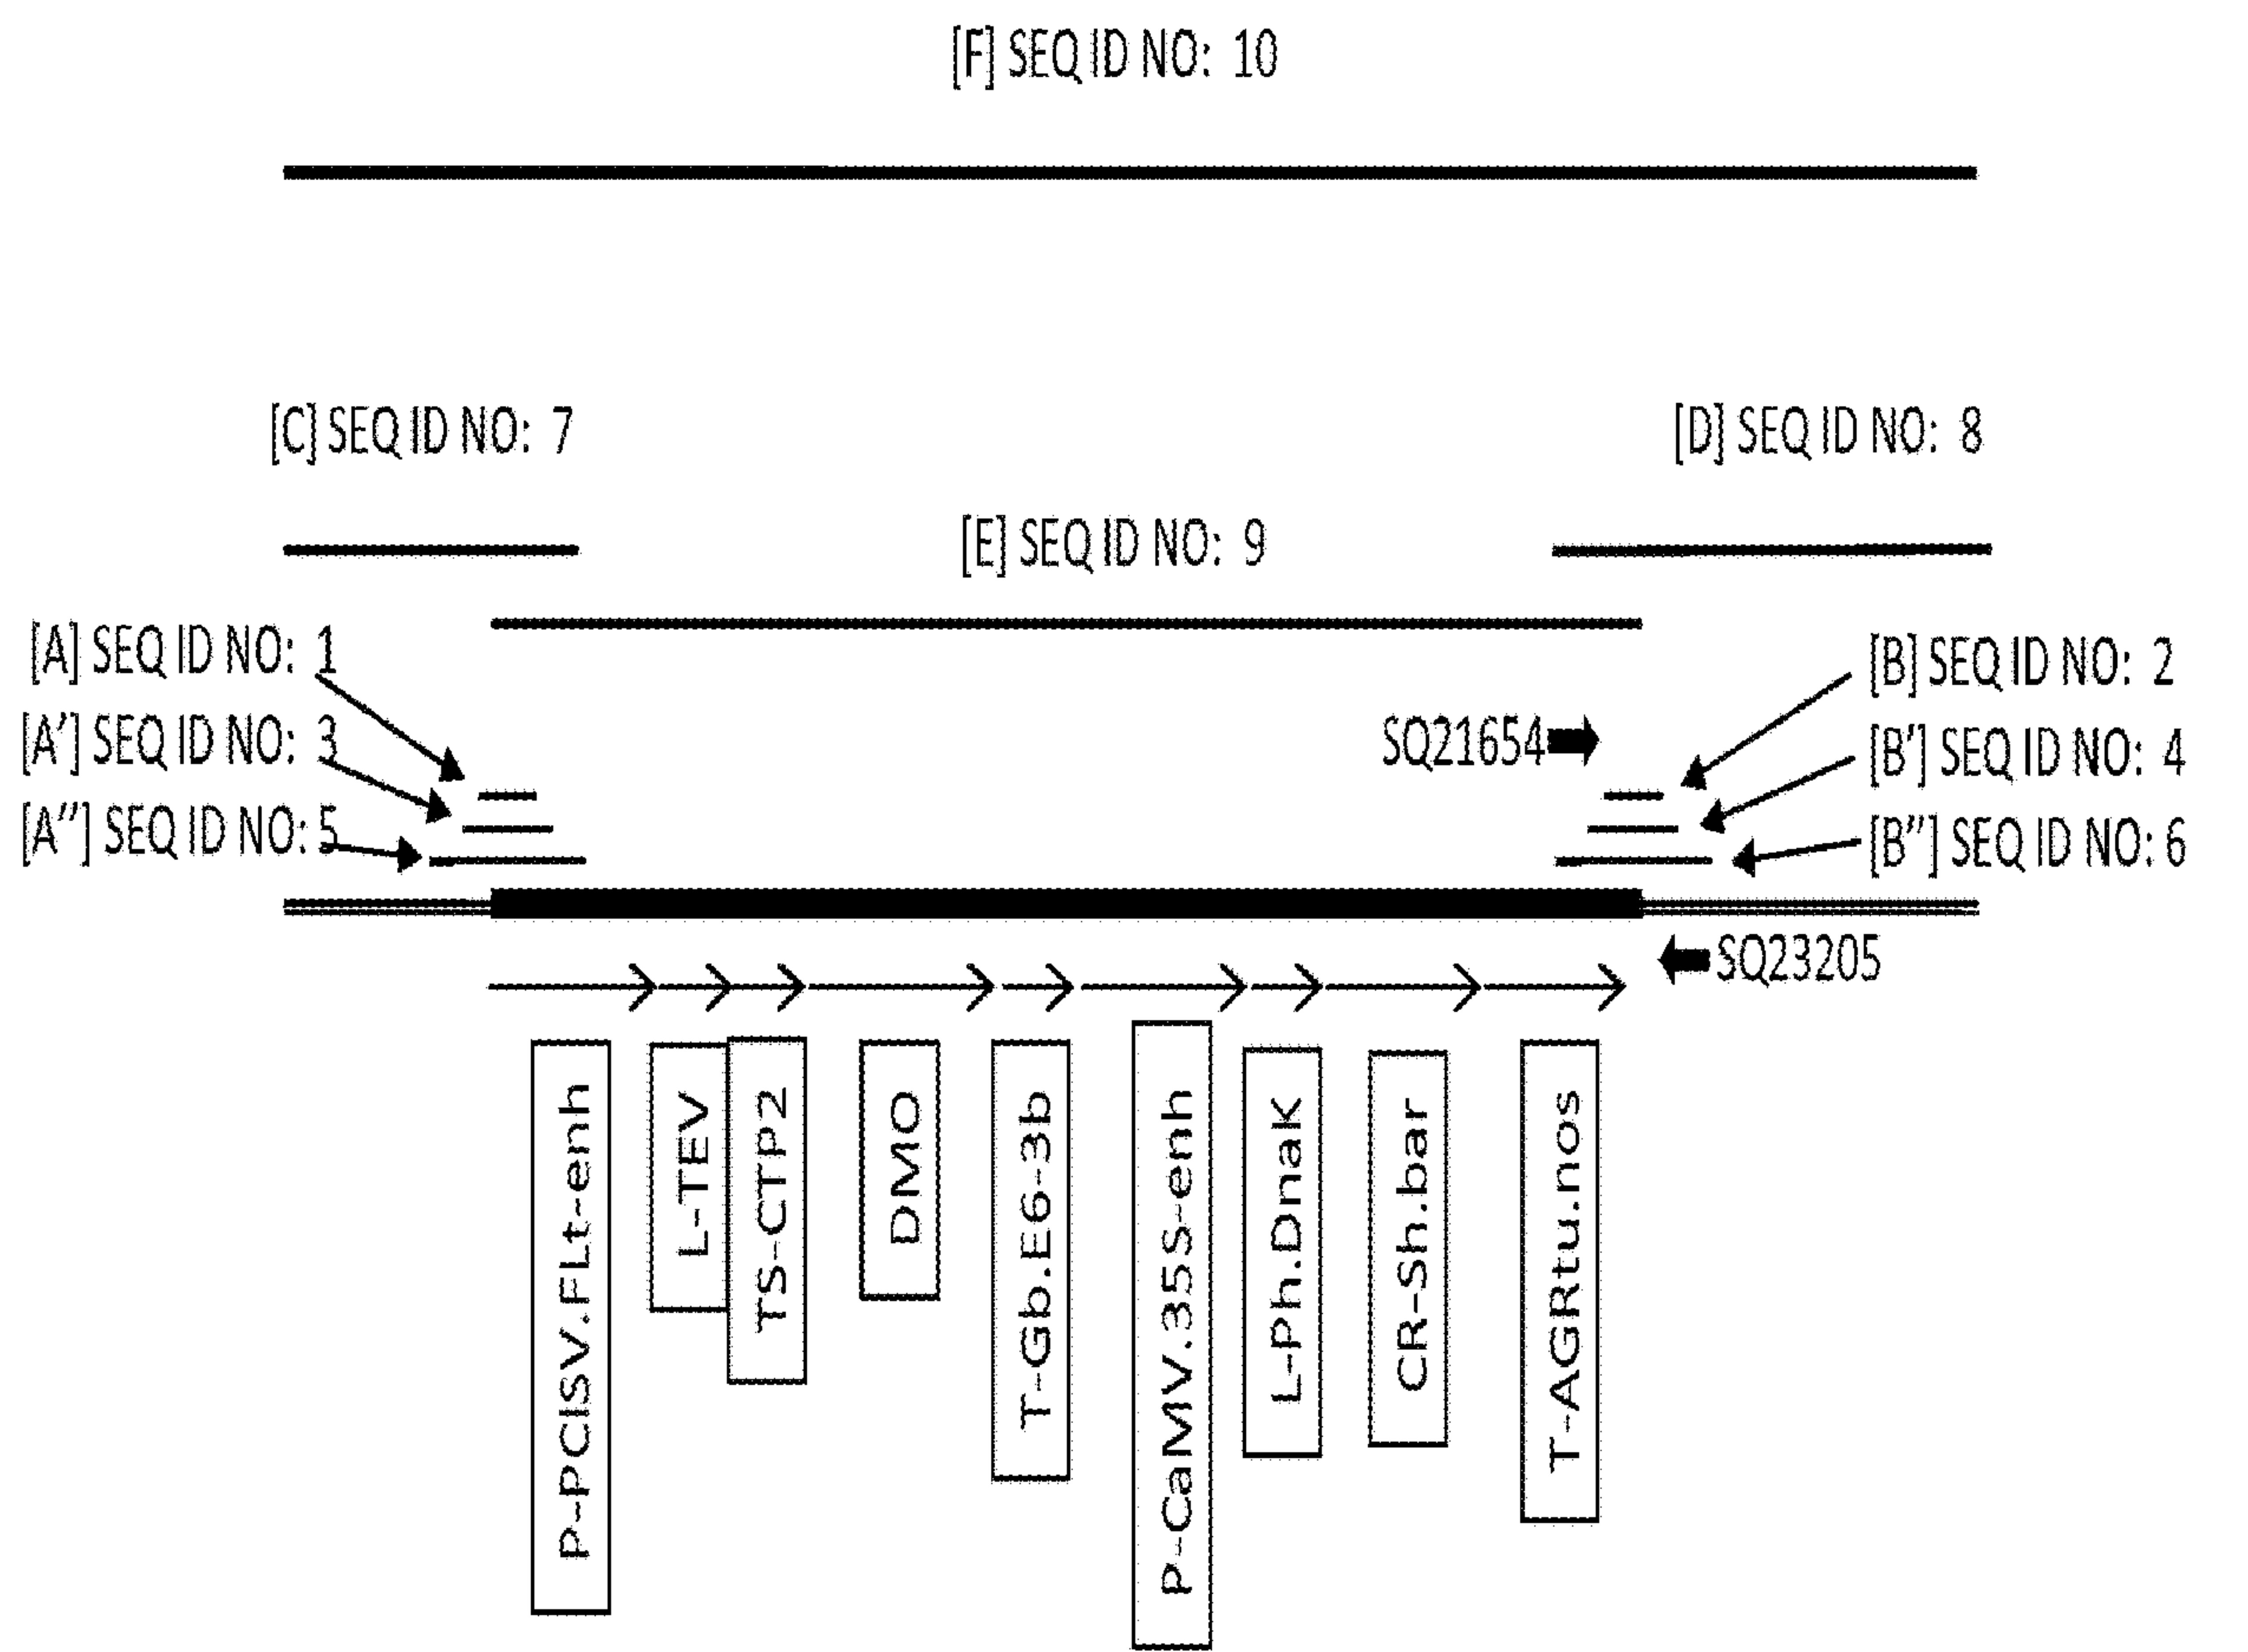 [F] SEQ ID NO: 10
[C] SEQ ID NO: 7
[D] SEQ ID NO: 8
[E] SEQ ID NO: 9
[A] SEQ ID NO: 1
[B] SEQ ID NO: 2
SQ21654
[A'] SEQ ID NO: 3
[B'] SEQ ID NO: 4
[A''] SEQ ID NO: 5
[B''] SEQ ID NO: 6
SQ23205
P-PCISV.FLt-enh
L-TEV
TS-CTP2
DMO
T-Gb.E6-3b
P-CaMV.35S-enh
L-Ph.DnaK
CR-Sh.bar
T-AGRtu.nos